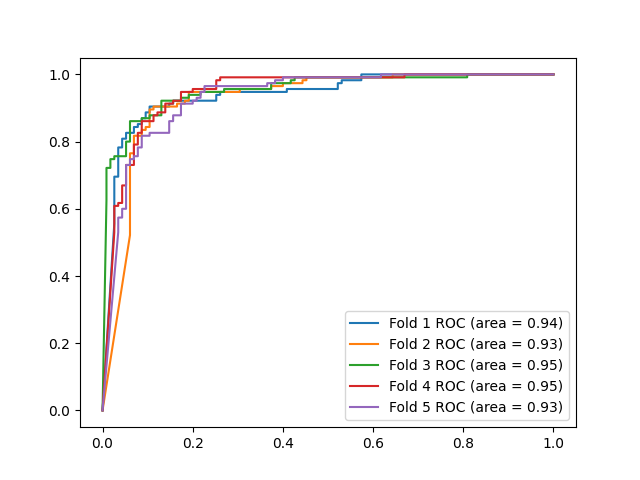 1.0
0.8
0.6
0.4
0.2
0.0
Fold 1 ROC (area = 0.94)
Fold 2 ROC (area = 0.93)
Fold 3 ROC (area = 0.95)
Fold 4 ROC (area = 0.95)
Fold 5 ROC (area = 0.93)
0.0 0.2 0.4 0.6 0.8 1.0